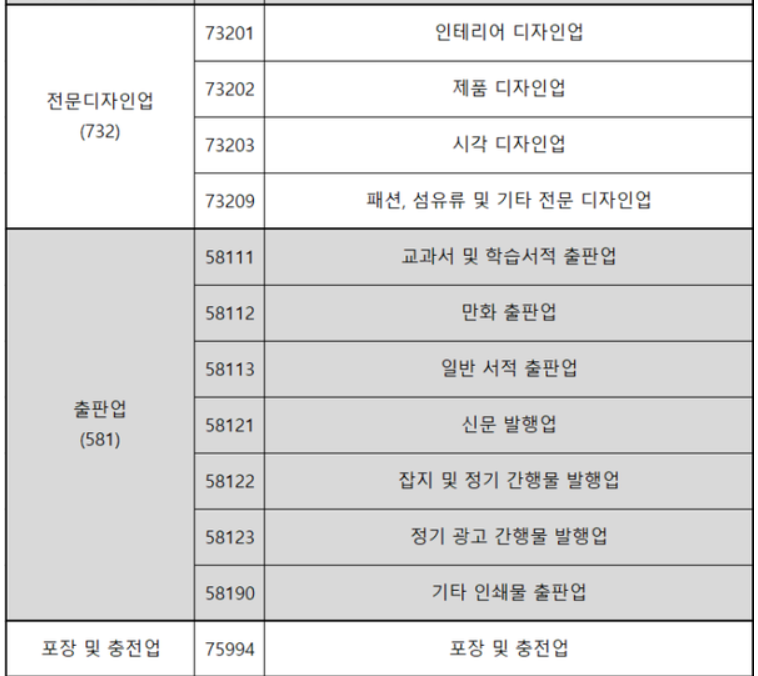 전문디자인업
(732)
73201 인테리어 디자인업
73202 제품 디자인업
73203 시각 디자인업
73209 패션, 섬유류 및 기타 전문 디자인업
출판업
(581)
58111 교과서 및 학습서적 출판업
58112 만화 출판업
58113 일반 서적 출판업
58121 신문 발행업
58122 잡지 및 정기 간행물 발행업
58123 정기 광고 간행물 발행업
58190 기타 인쇄물 출판업
포장 및 충전업 75994 포장 및 충전업